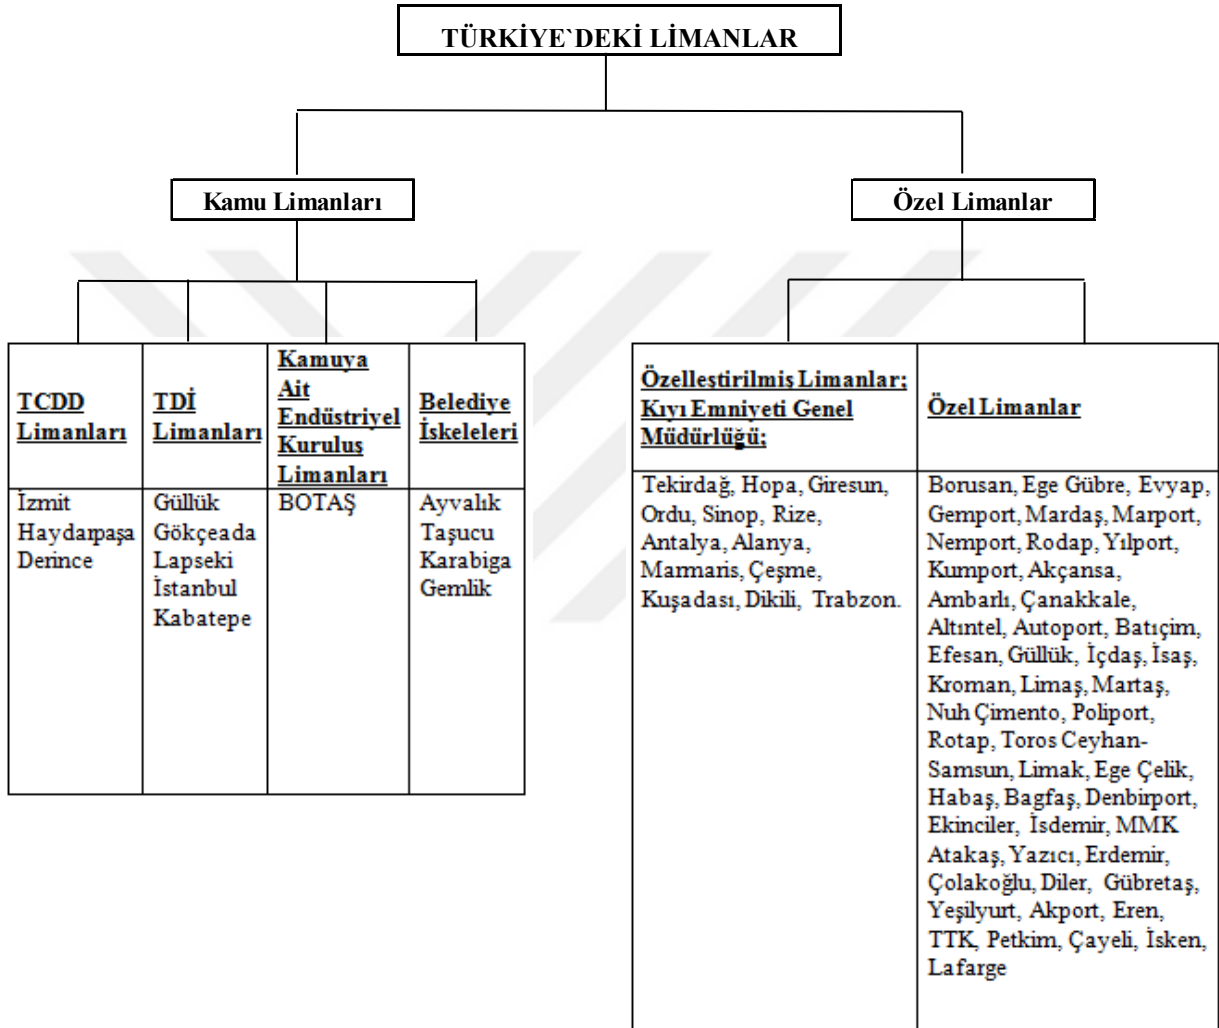 TÜRKİYE`DEKİ LİMANLAR
Kamu Limanları
Özel Limanlar
TCDD
Limanları
İzmit
Haydarpaşa
Derince
TDİ
Limanları
Güllük
Gökçeada
Lapseki
İstanbul
Kabatepe
Kamuya
Ait
Endüstriyel
Kuruluş
Limanları
BOTAŞ
Belediye
İskeleleri
Ayvalık
Taşucu
Karabiga
Gemlik
Özelleştirilmiş Limanlar;
Kıyı Emniyeti Genel
Müdürlüğü;
Tekirdağ, Hopa, Giresun,
Ordu, Sinop, Rize,
Antalya, Alanya,
Marmaris, Çeşme,
Kuşadası, Dikili, Trabzon.
Özel Limanlar
Borusan, Ege Gübre, Evyap,
Gemport, Mardaş, Marport,
Nemport, Rodap, Yılport,
Kumport, Akçansa,
Ambarlı, Çanakkale,
Altıntel, Autoport, Batıçim,
Efesan, Güllük, İçdaş, İsaş,
Kroman, Limaş, Martaş,
Nuh Çimento, Poliport,
Rotap, Toros Ceyhan-
Samsun, Limak, Ege Çelik,
Habaş, Bagfaş, Denbirport,
Ekinciler, İsdemir, MMK
Atakaş, Yazıcı, Erdemir,
Çolakoğlu, Diler, Gübretaş,
Yeşilyurt, Akport, Eren,
TTK, Petkim, Çayeli, İsken,
Lafarge